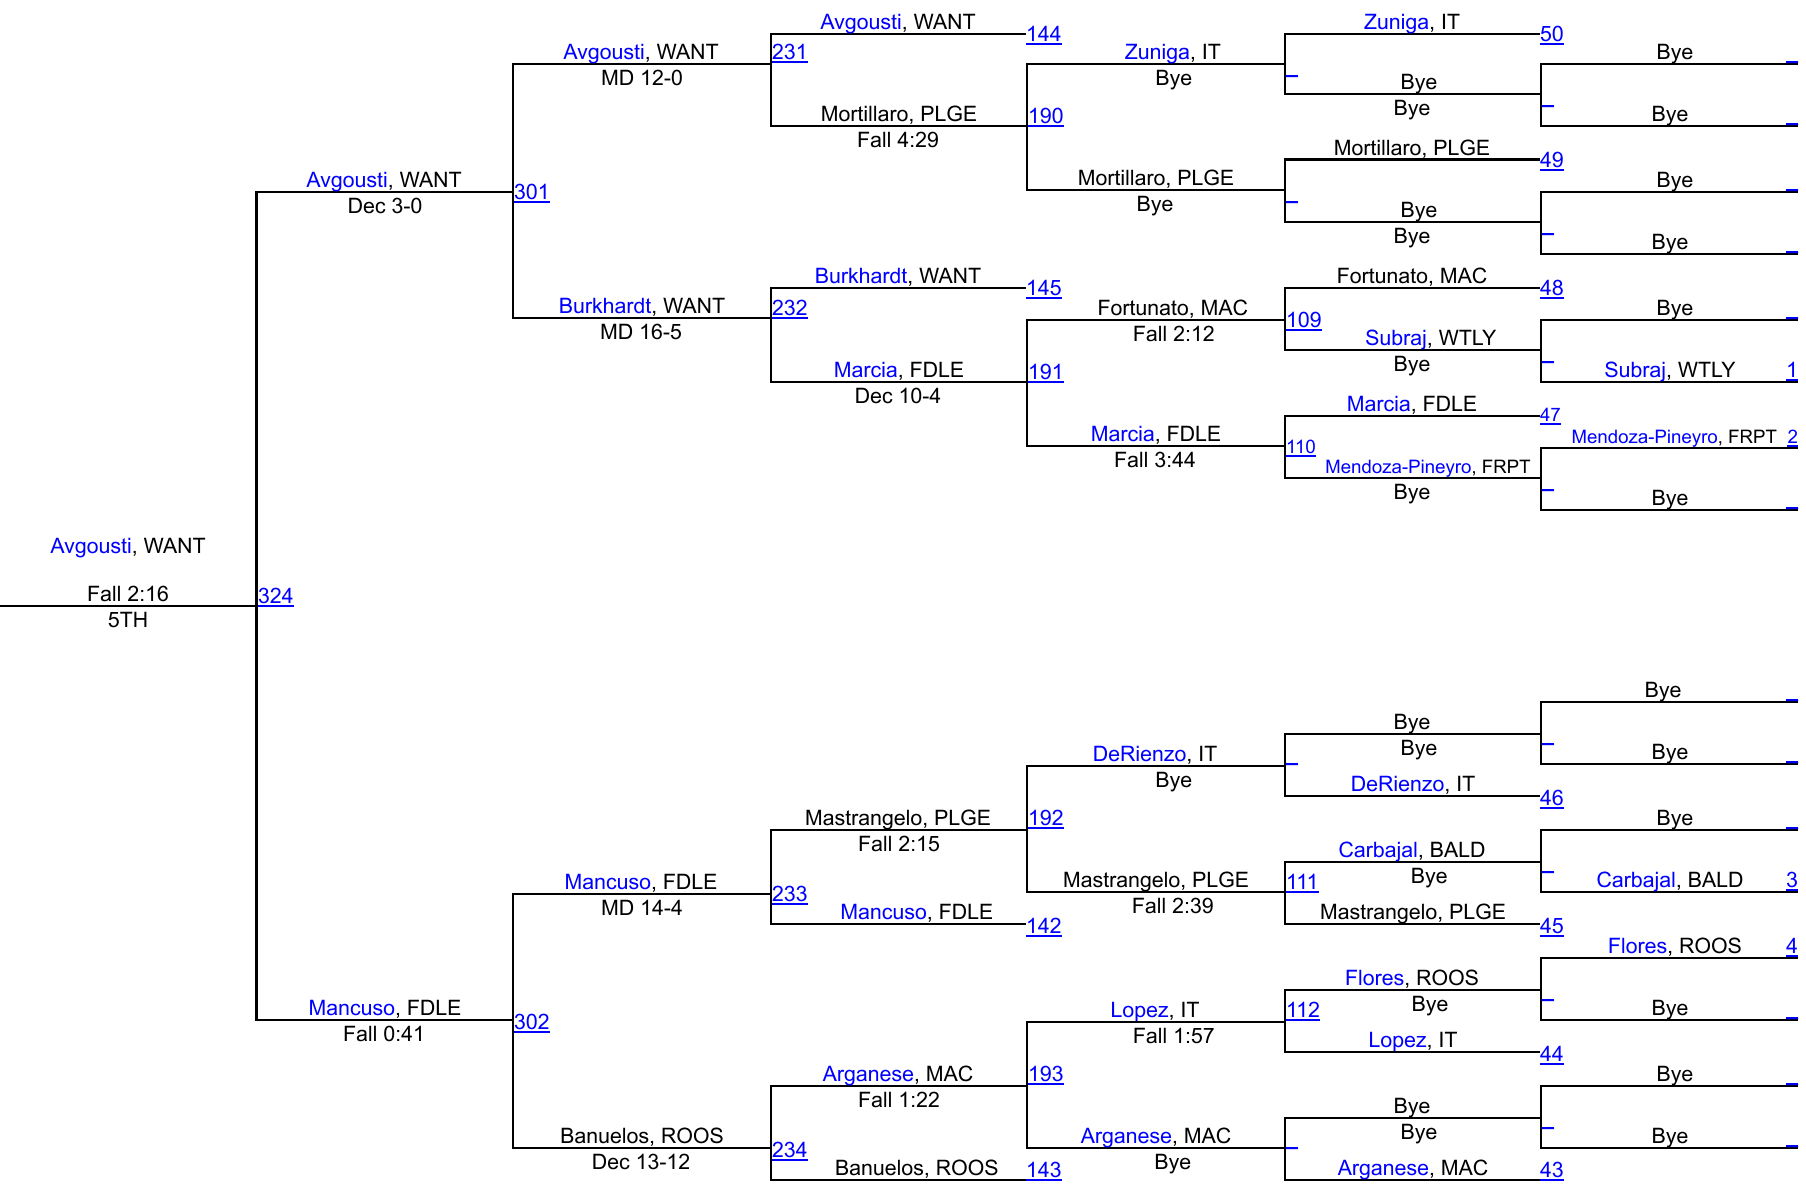 Avgousti, WANT
Zuniga, IT
144
50
Avgousti, WANT
231
Zuniga, IT
Bye
MD 12-0
Bye
Bye
Bye
Mortillaro, PLGE
190
Bye
Fall 4:29
Mortillaro, PLGE
49
Avgousti, WANT
301
Mortillaro, PLGE
Bye
Dec 3-0
Bye
Bye
Bye
Bye
Burkhardt, WANT
145
Fortunato, MAC
48
Burkhardt, WANT
232
Fortunato, MAC
Bye
MD 16-5
Fall 2:12
109
Subraj, WTLY
Bye
Marcia, FDLE
191
Subraj, WTLY 1
Dec 10-4
Marcia, FDLE
47
Marcia, FDLE
110
Mendoza-Pineyro, FRPT 2
Fall 3:44
Mendoza-Pineyro, FRPT
Bye
Bye
Avgousti, WANT
Fall 2:16
324
5TH
Bye
Bye
DeRienzo, IT
Bye
Bye
Bye
DeRienzo, IT
46
Mastrangelo, PLGE
192
Bye
Fall 2:15
Carbajal, BALD
Bye
Mancuso, FDLE
233
Mastrangelo, PLGE
111
Carbajal, BALD 3
MD 14-4
Fall 2:39
Mancuso, FDLE
142
Mastrangelo, PLGE
45
Flores, ROOS 4
Flores, ROOS
Bye
Mancuso, FDLE
302
Lopez, IT
112
Bye
Fall 0:41
Fall 1:57
Lopez, IT
44
Arganese, MAC
193
Bye
Fall 1:22
Bye
Bye
Banuelos, ROOS
234
Arganese, MAC
Bye
Dec 13-12
Bye
Banuelos, ROOS
143
Arganese, MAC
43